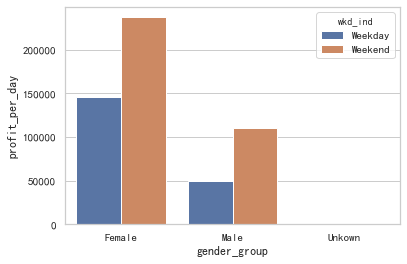 wkd_ind
Weekday
Weekend
200000
150000
100000
50000
0
profit_per_day
Female Male Unkown
gender_group